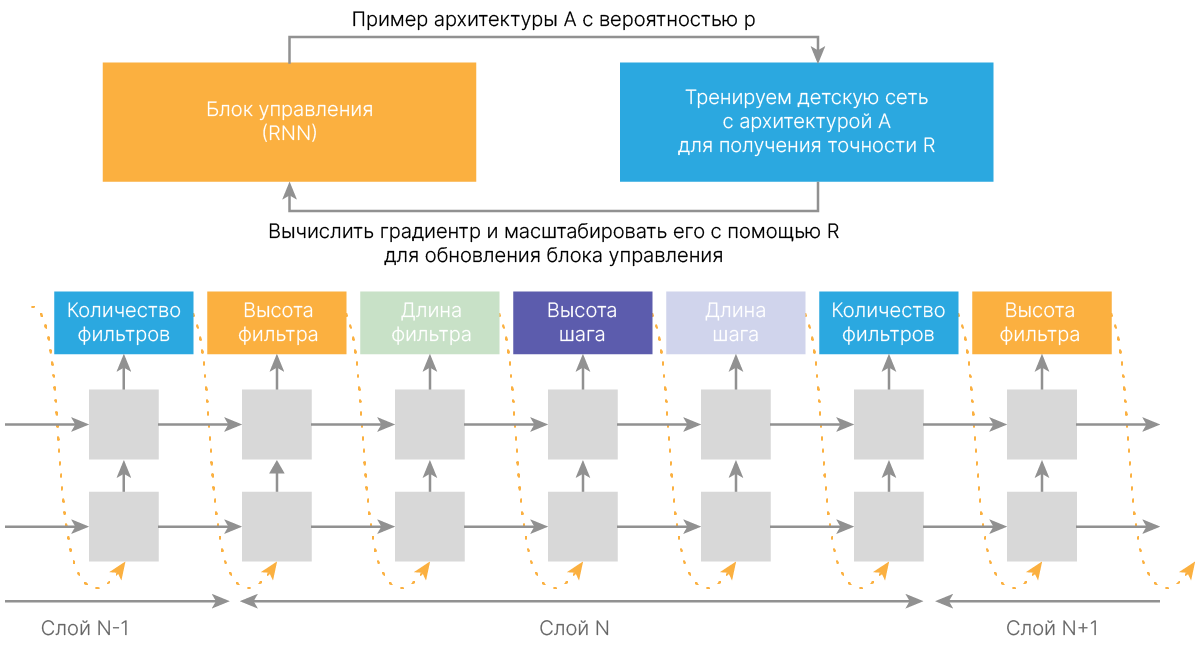 Пример архитектуры А с вероятностью р
Блок управления
(RNN)
Тренируем детскую сеть
с архитектурой А
для получения точности R
Вычислить градиентр и масштабировать его с помощью R
для обновления блока управления
Количество
фильтров
Высота
фильтра
Длина
фильтра
Высота
шага
Длина
шага
Количество
фильтров
Высота
фильтра
Слой N-1
Слой N
Слой N+1